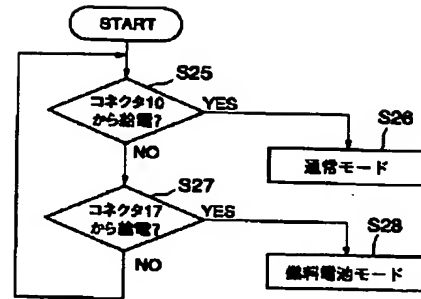 START
S25
コネクタ10
から給電?
YES
NO
S26
通常モード
S27
コネクタ17
から給電?
YES
NO
S28
燃料電池モード